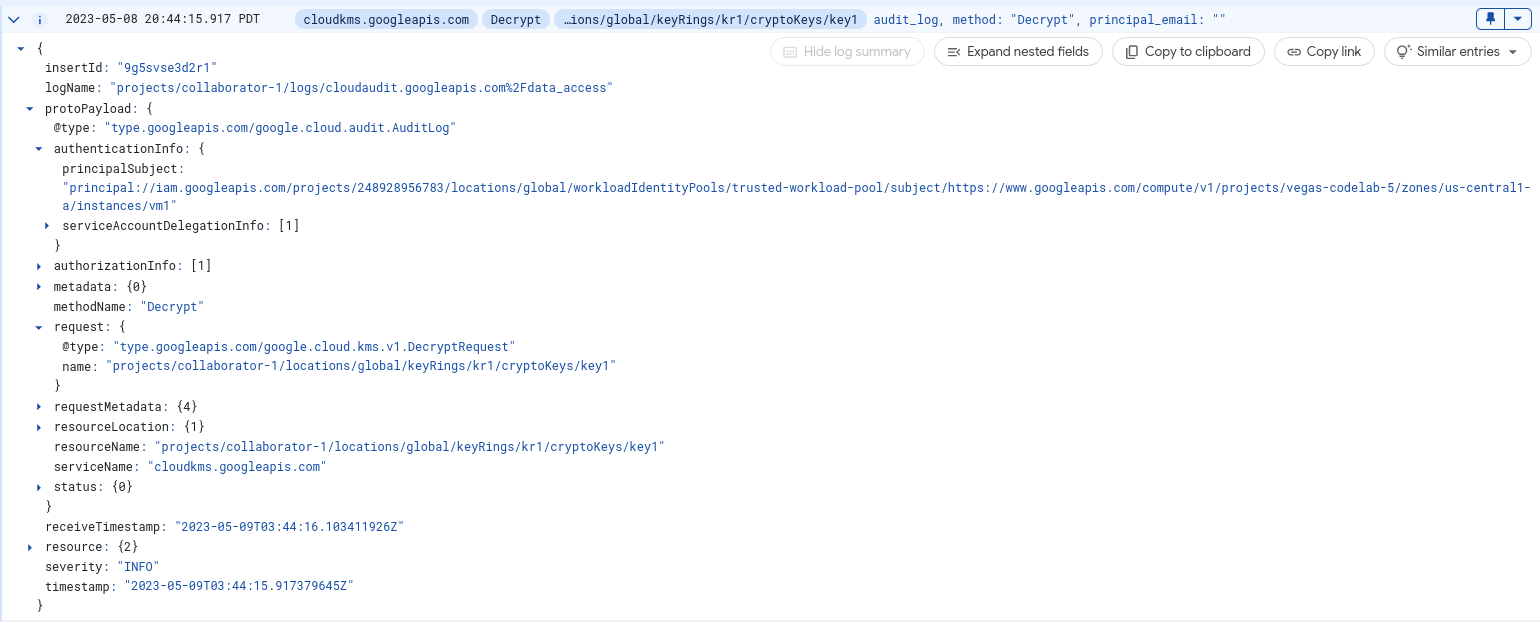 2023-05-08 20:44:15.917 PDT cloudkms.googleapis.com Decrypt …ions/global/keyRings/kr1/cryptoKeys/key1 audit_log, method: "Decrypt", principal_email: ""
{
Hide log summary Expand nested fields Copy to clipboard Copy link Similar entries
insertId: "9g5svse3d2r1"
logName: "projects/collaborator-1/logs/cloudaudit.googleapis.com%2Fdata_access"
protoPayload: {
@type: "type.googleapis.com/google.cloud.audit.AuditLog"
authenticationInfo: {
principalSubject:
"principal://iam.googleapis.com/projects/248928956783/locations/global/workloadIdentityPools/trusted-workload-pool/subject/https://www.googleapis.com/compute/v1/projects/vegas-codelab-5/zones/us-central1-
a/instances/vm1"
serviceAccountDelegationInfo: [1]
}
authorizationInfo: [1]
metadata: {0}
methodName: "Decrypt"
request: {
@type: "type.googleapis.com/google.cloud.kms.v1.DecryptRequest"
name: "projects/collaborator-1/locations/global/keyRings/kr1/cryptoKeys/key1"
}
requestMetadata: {4}
resourceLocation: {1}
resourceName: "projects/collaborator-1/locations/global/keyRings/kr1/cryptoKeys/key1"
serviceName: "cloudkms.googleapis.com"
status: {0}
}
receiveTimestamp: "2023-05-09T03:44:16.103411926Z"
resource: {2}
severity: "INFO"
timestamp: "2023-05-09T03:44:15.917379645Z"
}